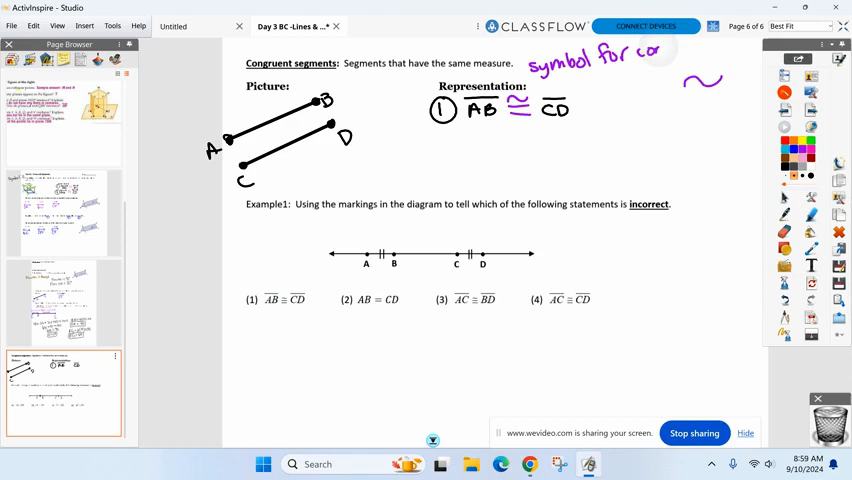 ActivInspire - Studio
File Edit View Insert Tools Help
Untitled
Day 3 BC -Lines &...*
CLASSFLOW
CONNECT DEVICES
Page 6 of 6
Best Fit
Page Browser
Congruent segments: Segments that have the same measure.
symbol for co
~
Picture:
Representation:
A B
C D
① AB ≅ CD
Example1: Using the markings in the diagram to tell which of the following statements is incorrect.
A B C D
(1) AB ≅ CD (2) AB = CD (3) AC ≅ BD (4) AC ≅ CD
www.wevideo.com is sharing your screen.
Stop sharing
Hide
Search
8:59 AM
9/10/2024